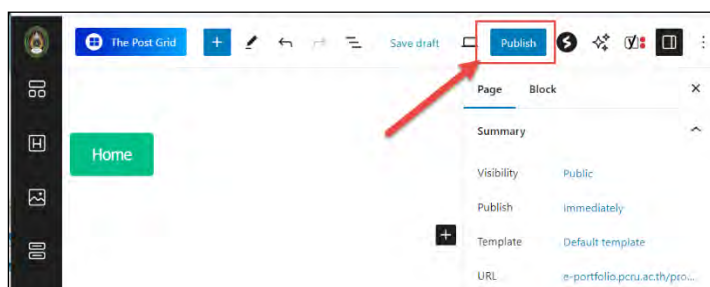 The Post Grid
Save draft
Publish
Page Block
Summary
Home
Visibility Public
Publish Immediately
Template Default template
URL e-portfolio.pcru.ac.th/pro...